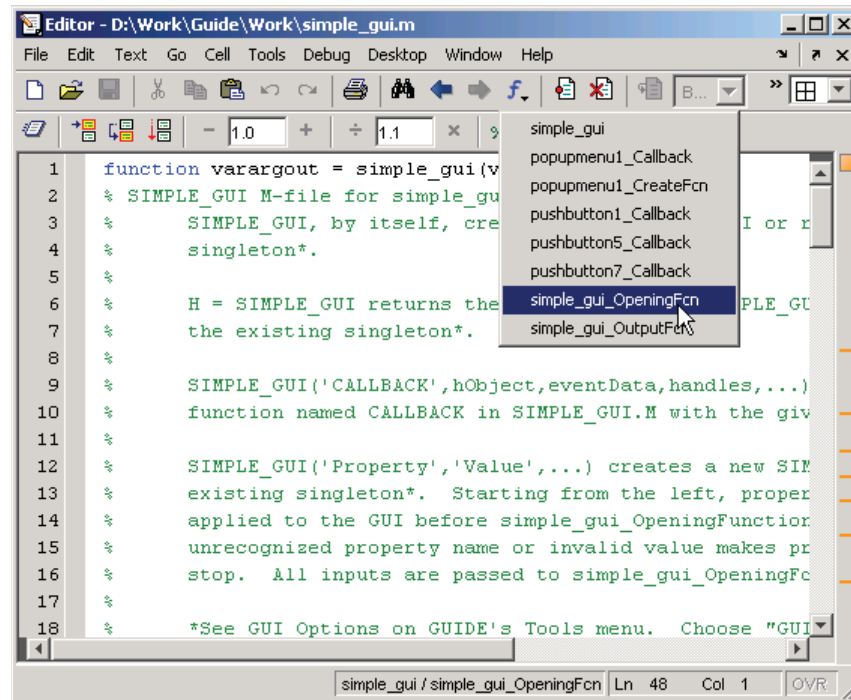 Editor - D:\Work\Guide\Work\simple_gui.m
File Edit Text Go Cell Tools Debug Desktop Window Help
B...
»
- 1.0 + ÷ 1.1 ×
simple_gui
popupmenu1_Callback
popupmenu1_CreateFcn
pushbutton1_Callback
pushbutton5_Callback
pushbutton7_Callback
simple_gui_OpeningFcn
simple_gui_OutputFcn
1 function varargout = simple_gui(v
2 % SIMPLE_GUI M-file for simple_gu
3 % SIMPLE_GUI, by itself, cre I or r
4 % singleton*.
5 %
6 % H = SIMPLE_GUI returns the PLE_GU
7 % the existing singleton*.
8 %
9 % SIMPLE_GUI('CALLBACK',hObject,eventData,handles,...)
10 % function named CALLBACK in SIMPLE_GUI.M with the giv
11 %
12 % SIMPLE_GUI('Property','Value',...) creates a new SIM
13 % existing singleton*. Starting from the left, proper
14 % applied to the GUI before simple_gui_OpeningFunction
15 % unrecognized property name or invalid value makes pr
16 % stop. All inputs are passed to simple_gui_OpeningFc
17 %
18 % *See GUI Options on GUIDE's Tools menu. Choose "GUI
simple_gui / simple_gui_OpeningFcn Ln 48 Col 1 OVR